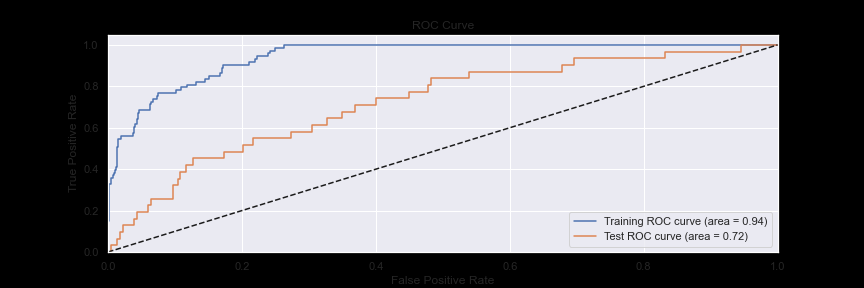 ROC Curve
1.0
0.8
0.6
0.4
0.2
0.0
True Positive Rate
Training ROC curve (area = 0.94)
Test ROC curve (area = 0.72)
0.0 0.2 0.4 0.6 0.8 1.0
False Positive Rate